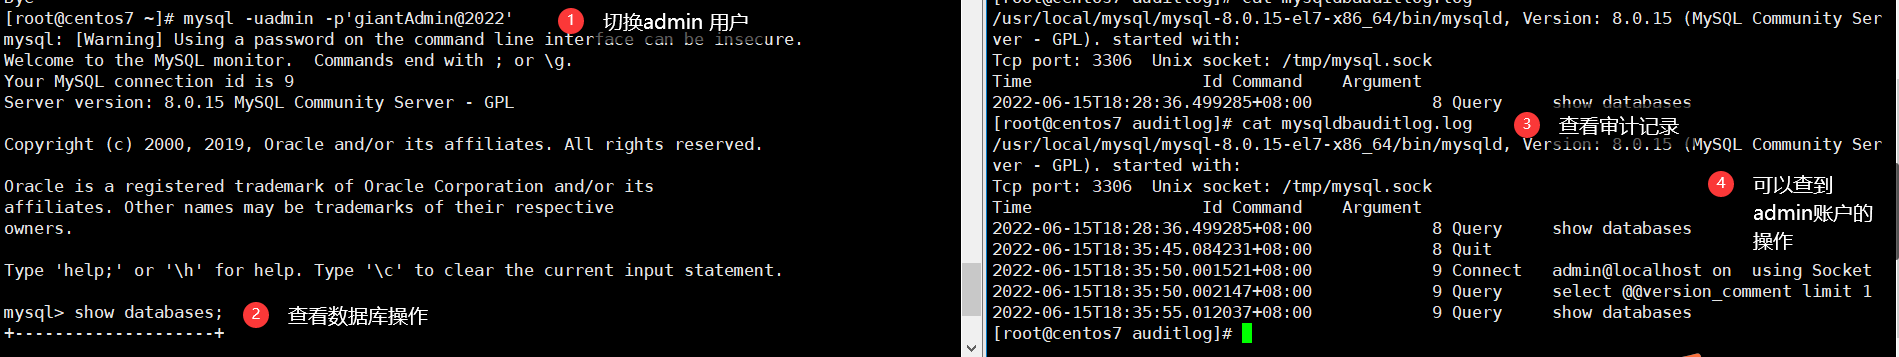 Bye
[root@centos7 ~]# mysql -uadmin -p'giantAdmin@2022'
1 切换admin 用户
mysql: [Warning] Using a password on the command line interface can be insecure.
Welcome to the MySQL monitor.  Commands end with ; or \g.
Your MySQL connection id is 9
Server version: 8.0.15 MySQL Community Server - GPL
Copyright (c) 2000, 2019, Oracle and/or its affiliates. All rights reserved.
Oracle is a registered trademark of Oracle Corporation and/or its
affiliates. Other names may be trademarks of their respective
owners.
Type 'help;' or '\h' for help. Type '\c' to clear the current input statement.
mysql> show databases;
2 查看数据库操作
+--------------------+
[root@centos7 auditlog]# cat mysqldbauditlog.log
/usr/local/mysql/mysql-8.0.15-el7-x86_64/bin/mysqld, Version: 8.0.15 (MySQL Community Ser
ver - GPL). started with:
Tcp port: 3306  Unix socket: /tmp/mysql.sock
Time                 Id Command    Argument
2022-06-15T18:28:36.499285+08:00            8 Query     show databases
[root@centos7 auditlog]# cat mysqldbauditlog.log
3 查看审计记录
/usr/local/mysql/mysql-8.0.15-el7-x86_64/bin/mysqld, Version: 8.0.15 (MySQL Community Ser
ver - GPL). started with:
Tcp port: 3306  Unix socket: /tmp/mysql.sock
Time                 Id Command    Argument
2022-06-15T18:28:36.499285+08:00            8 Query     show databases
2022-06-15T18:35:45.084231+08:00            8 Quit
2022-06-15T18:35:50.001521+08:00            9 Connect   admin@localhost on  using Socket
2022-06-15T18:35:50.002147+08:00            9 Query     select @@version_comment limit 1
2022-06-15T18:35:55.012037+08:00            9 Query     show databases
[root@centos7 auditlog]#
4 可以查到
admin账户的
操作